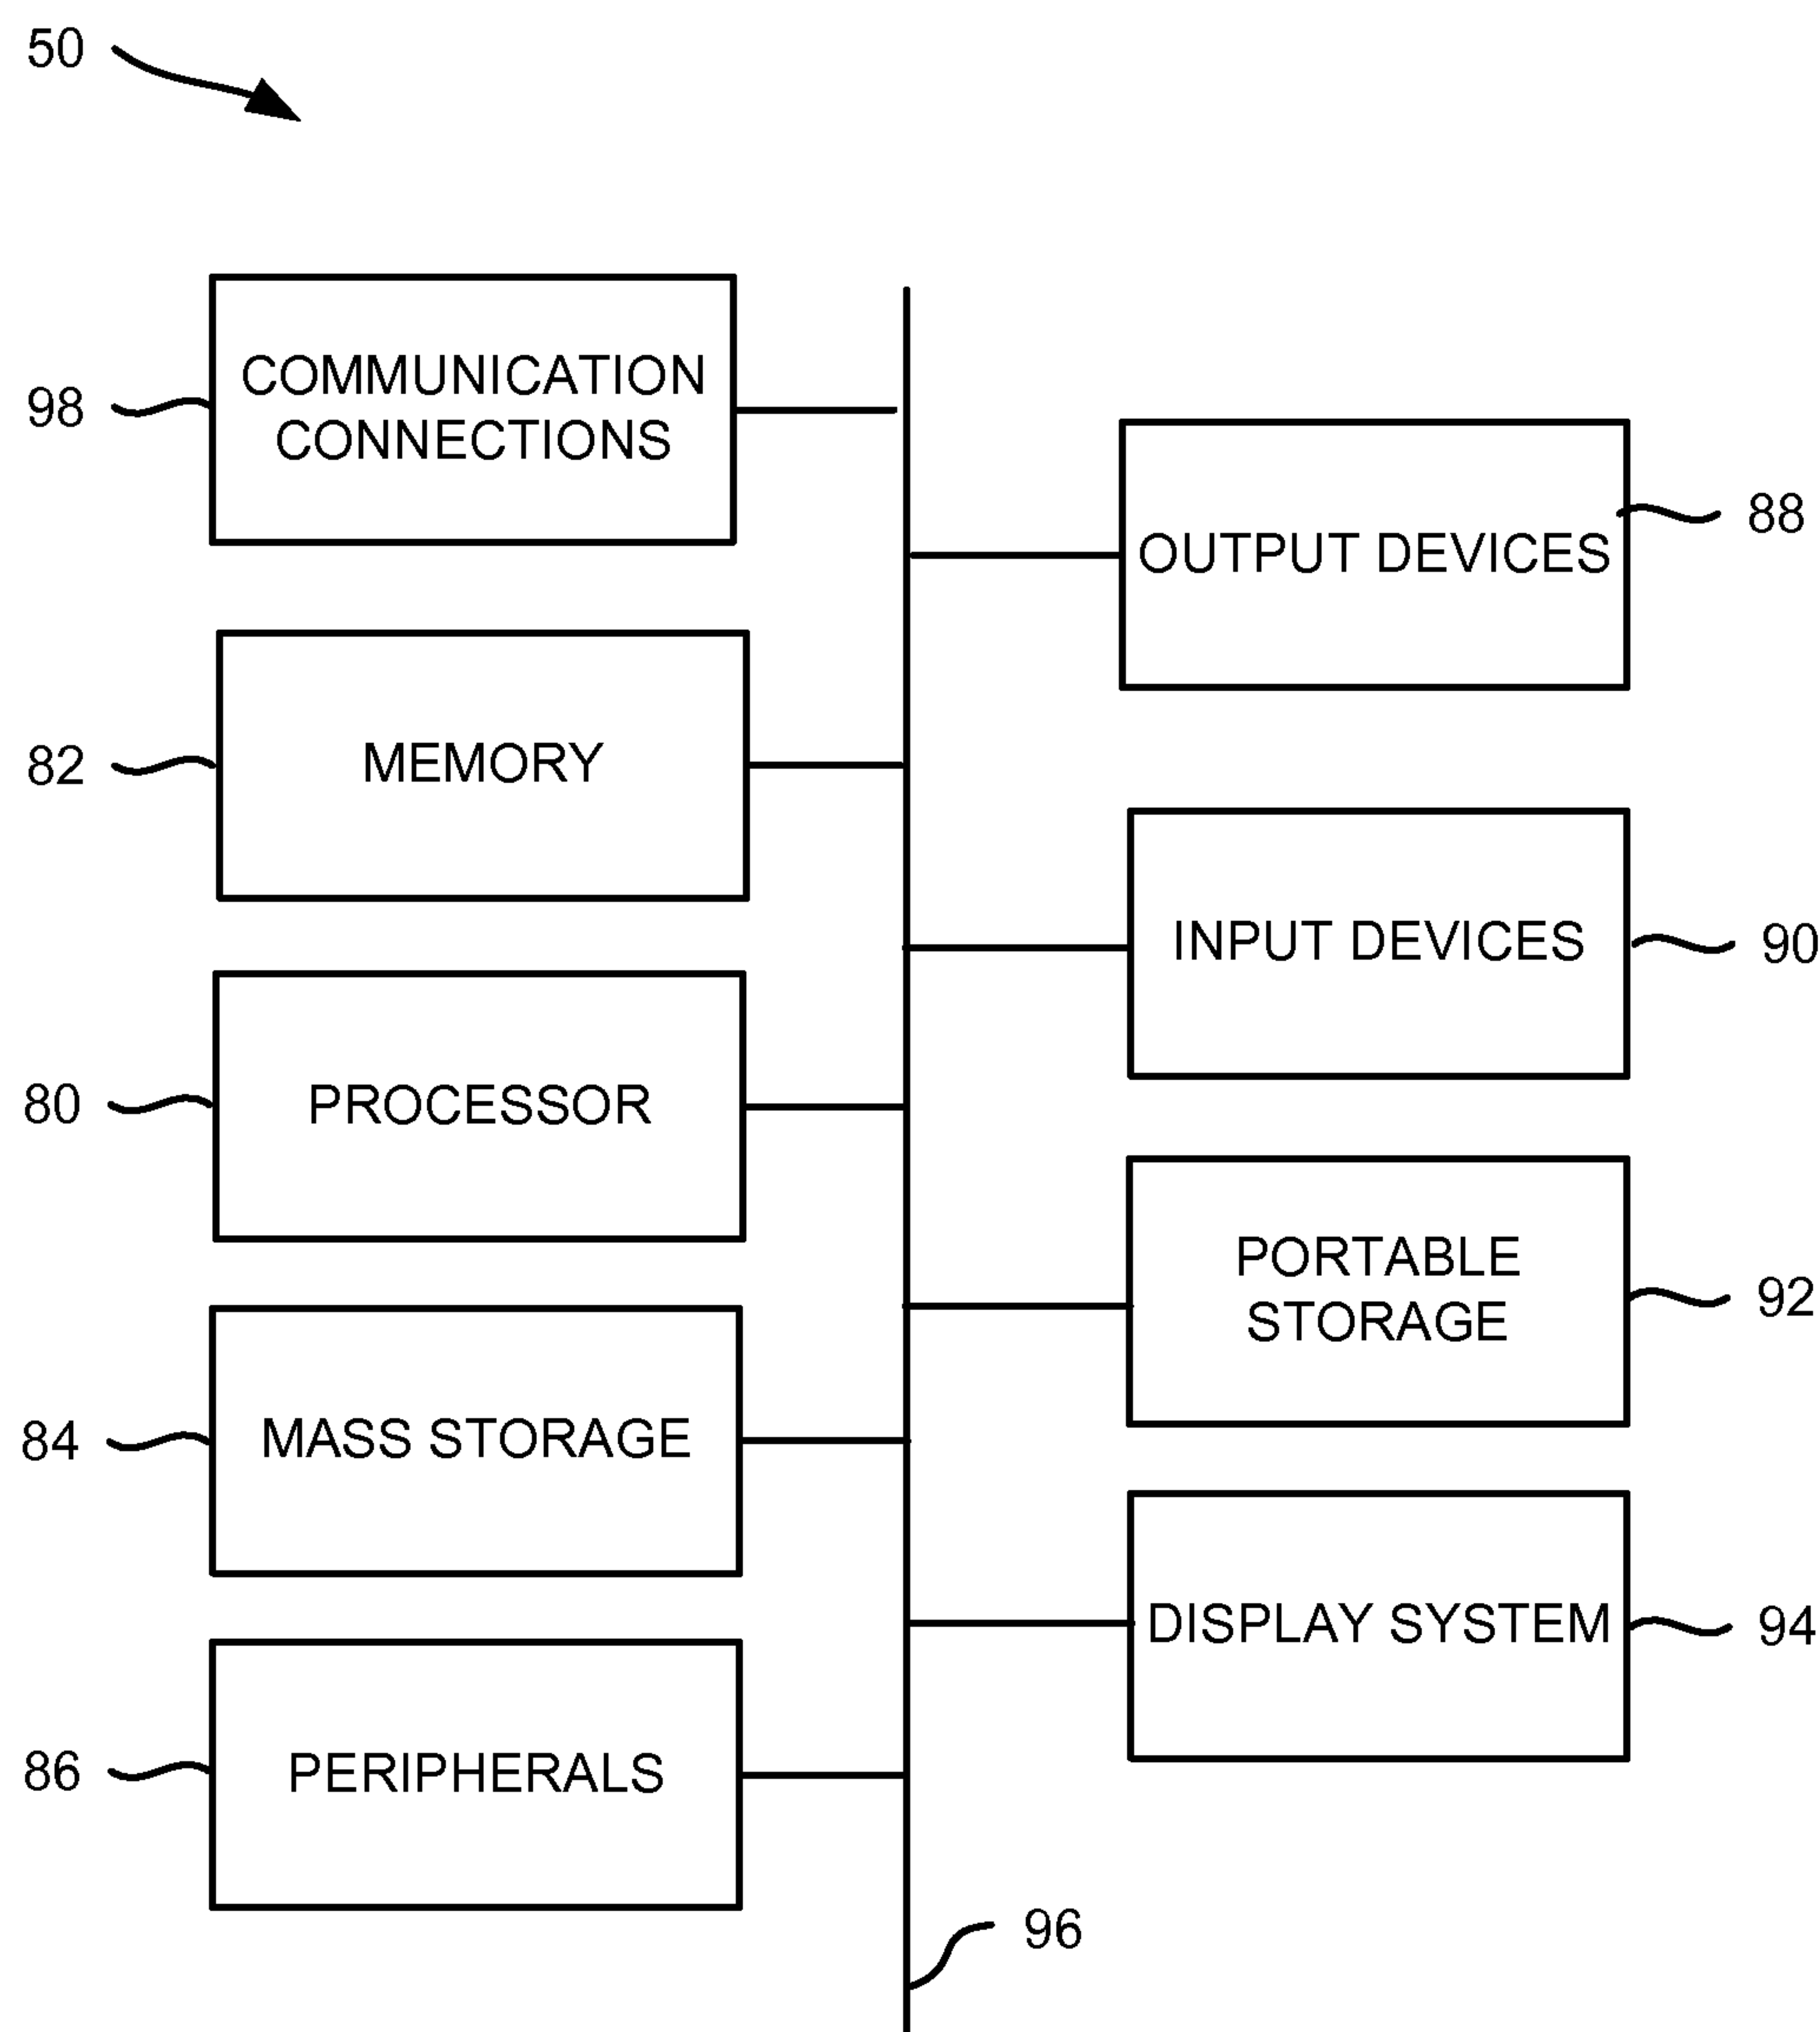 50
COMMUNICATION
CONNECTIONS
98
OUTPUT DEVICES
88
MEMORY
82
INPUT DEVICES
90
PROCESSOR
80
PORTABLE
STORAGE
92
MASS STORAGE
84
DISPLAY SYSTEM
94
PERIPHERALS
86
96